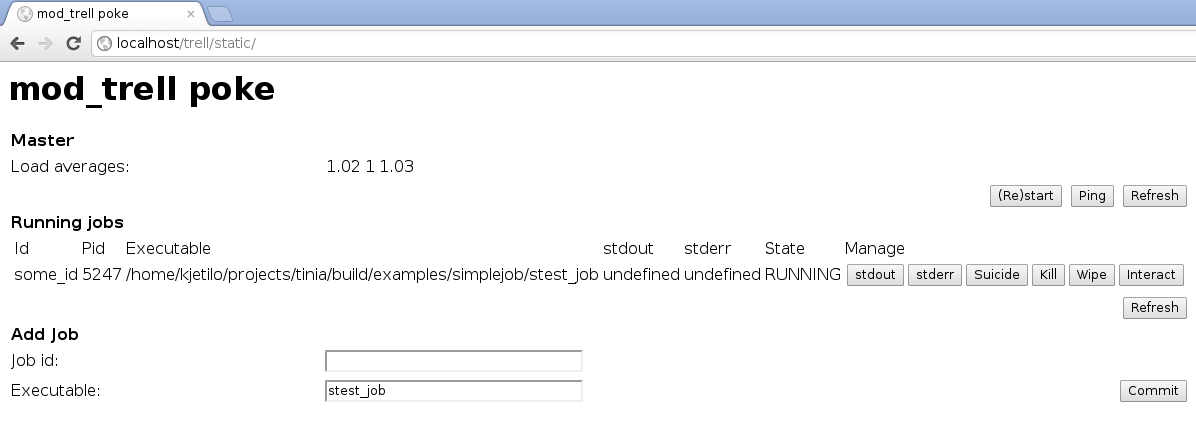 mod_trell poke
localhost/trell/static/
mod_trell poke
Master
Load averages: 1.02 1 1.03
(Re)start Ping Refresh
Running jobs
Id Pid Executable stdout stderr State Manage
some_id 5247 /home/kjetilo/projects/tinia/build/examples/simplejob/stest_job undefined undefined RUNNING stdout stderr Suicide Kill Wipe Interact
Refresh
Add Job
Job id:
Executable: stest_job Commit